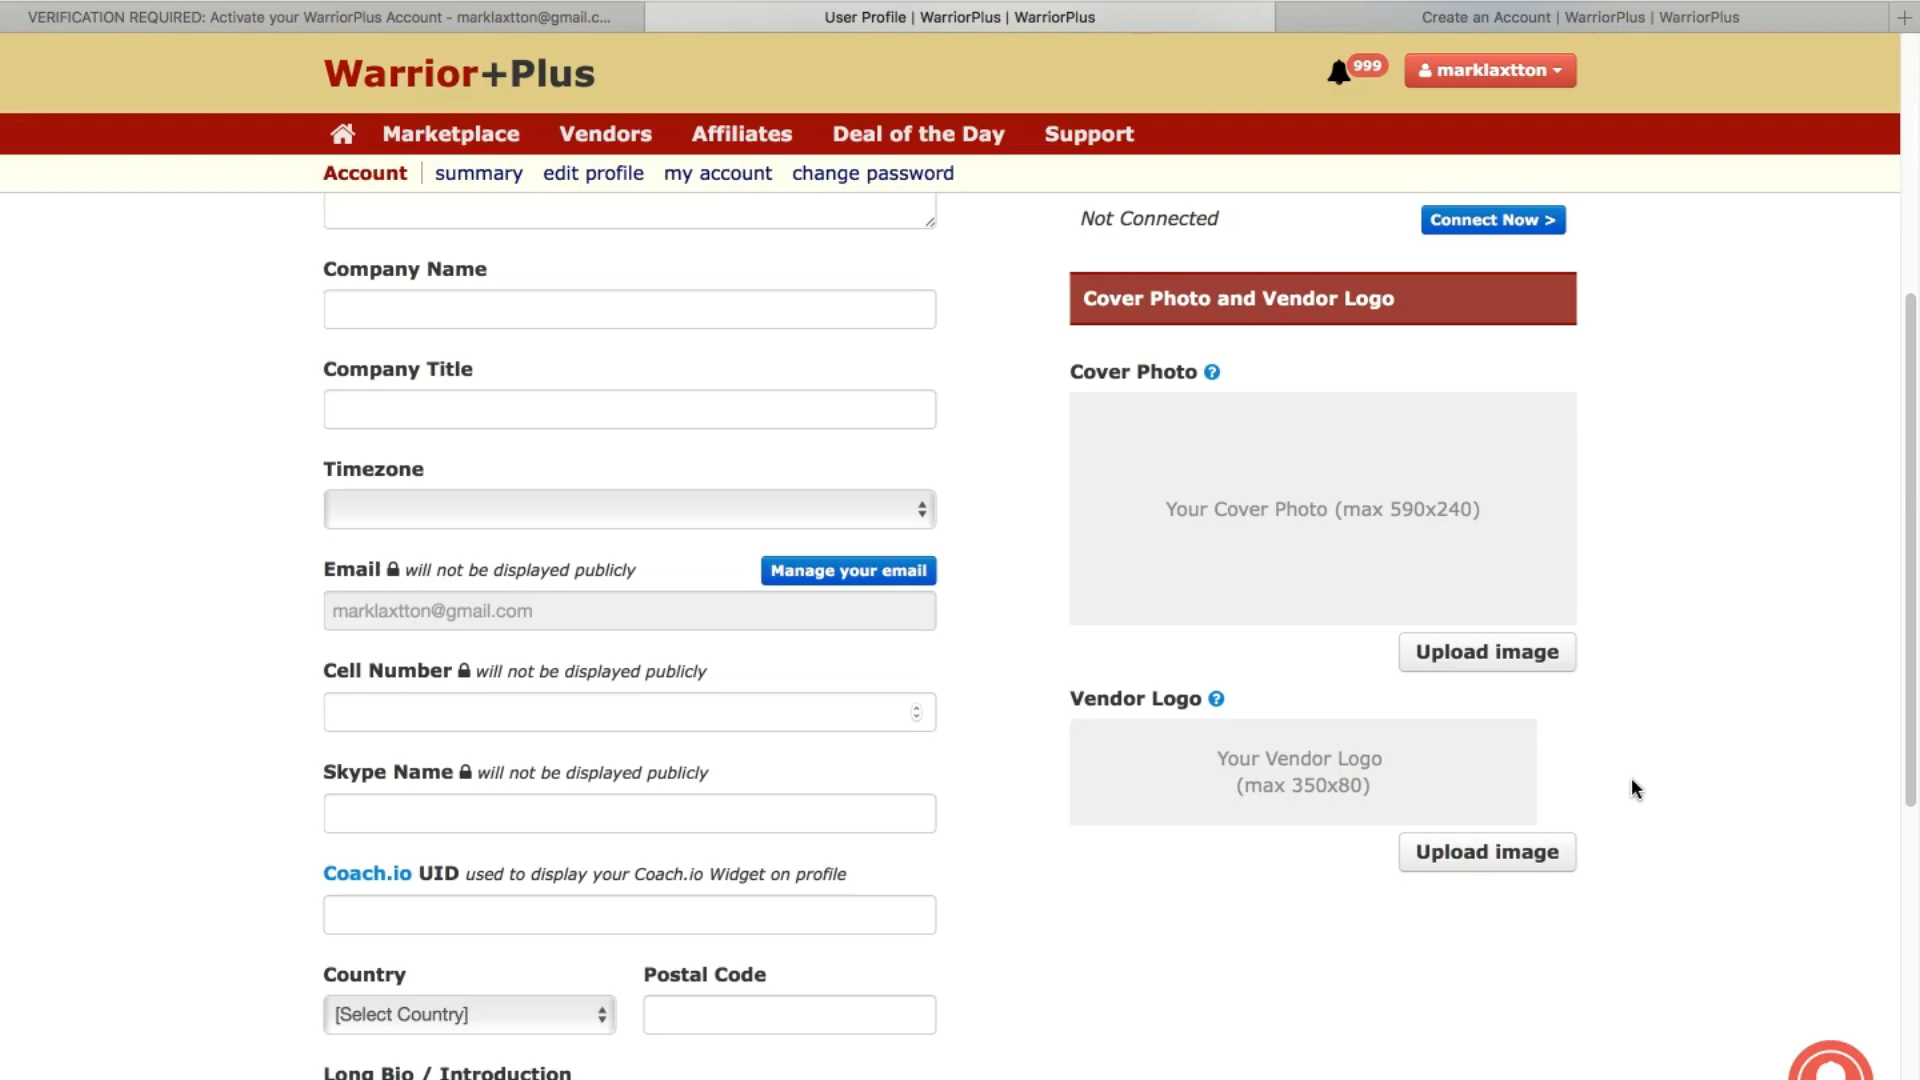 VERIFICATION REQUIRED: Activate your WarriorPlus Account - marklaxtton@gmail.c...
User Profile | WarriorPlus | WarriorPlus
Create an Account | WarriorPlus | WarriorPlus
Warrior+Plus
999
marklaxtton
Marketplace
Vendors
Affiliates
Deal of the Day
Support
Account
summary
edit profile
my account
change password
Not Connected
Connect Now >
Company Name
Cover Photo and Vendor Logo
Company Title
Cover Photo ?
Your Cover Photo (max 590x240)
Timezone
Email will not be displayed publicly
Manage your email
marklaxtton@gmail.com
Upload image
Cell Number will not be displayed publicly
Vendor Logo ?
Your Vendor Logo
(max 350x80)
Skype Name will not be displayed publicly
Upload image
Coach.io UID used to display your Coach.io Widget on profile
Country
Postal Code
[Select Country]
Long Bio / Introduction